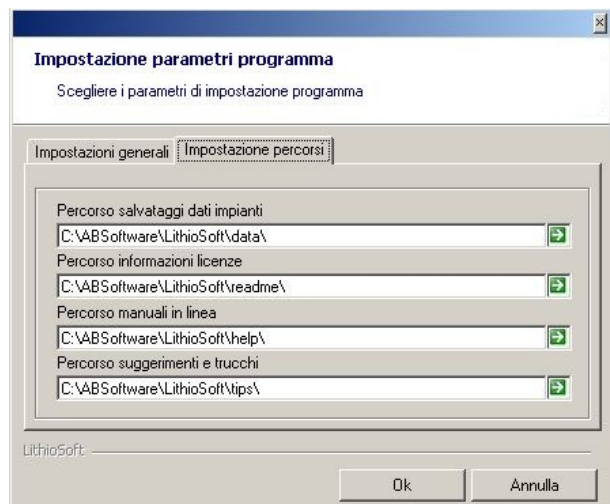 Impostazione parametri programma
Scegliere i parametri di impostazione programma
Impostazioni generali Impostazione percorsi
Percorso salvataggi dati impianti
C:\ABSoftware\LithioSoft\data\
Percorso informazioni licenze
C:\ABSoftware\LithioSoft\readme\
Percorso manuali in linea
C:\ABSoftware\LithioSoft\help\
Percorso suggerimenti e trucchi
C:\ABSoftware\LithioSoft\tips\
LithioSoft
Ok Annulla